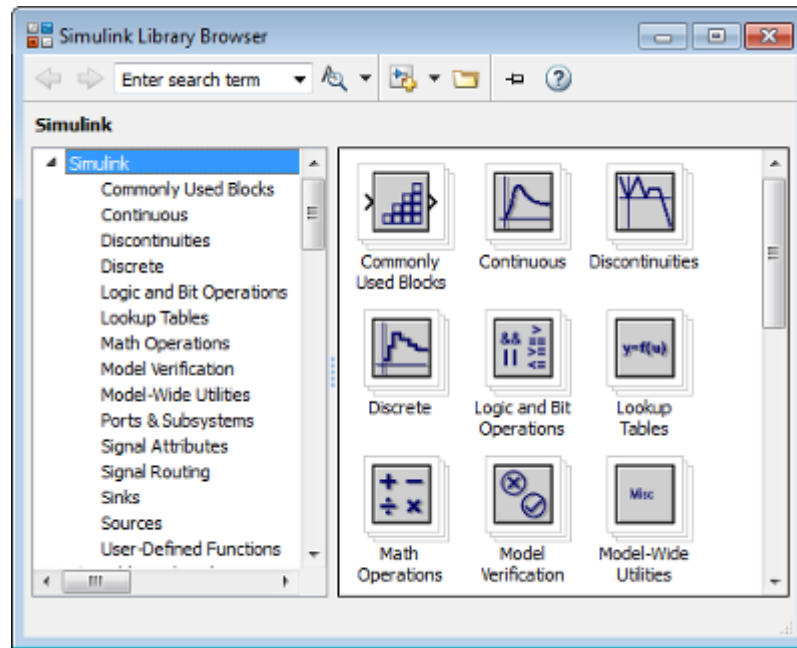 Simulink Library Browser
Enter search term
Simulink
Simulink
Commonly Used Blocks
Continuous
Discontinuities
Discrete
Logic and Bit Operations
Lookup Tables
Math Operations
Model Verification
Model-Wide Utilities
Ports & Subsystems
Signal Attributes
Signal Routing
Sinks
Sources
User-Defined Functions
Commonly
Used Blocks
Continuous
Discontinuities
&& >
>=
|| >=
<=
y=f(u)
Discrete
Logic and Bit
Operations
Lookup
Tables
+ −
÷ ×
Misc
Math
Operations
Model
Verification
Model-Wide
Utilities